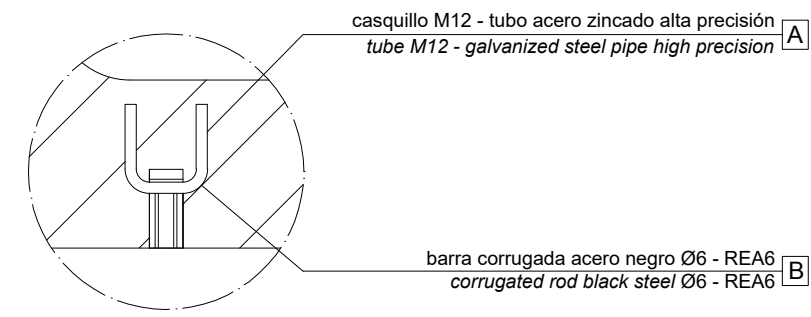 casquillo M12 - tubo acero zincado alta precisión
tube M12 - galvanized steel pipe high precision
A
barra corrugada acero negro Ø6 - REA6
corrugated rod black steel Ø6 - REA6
B